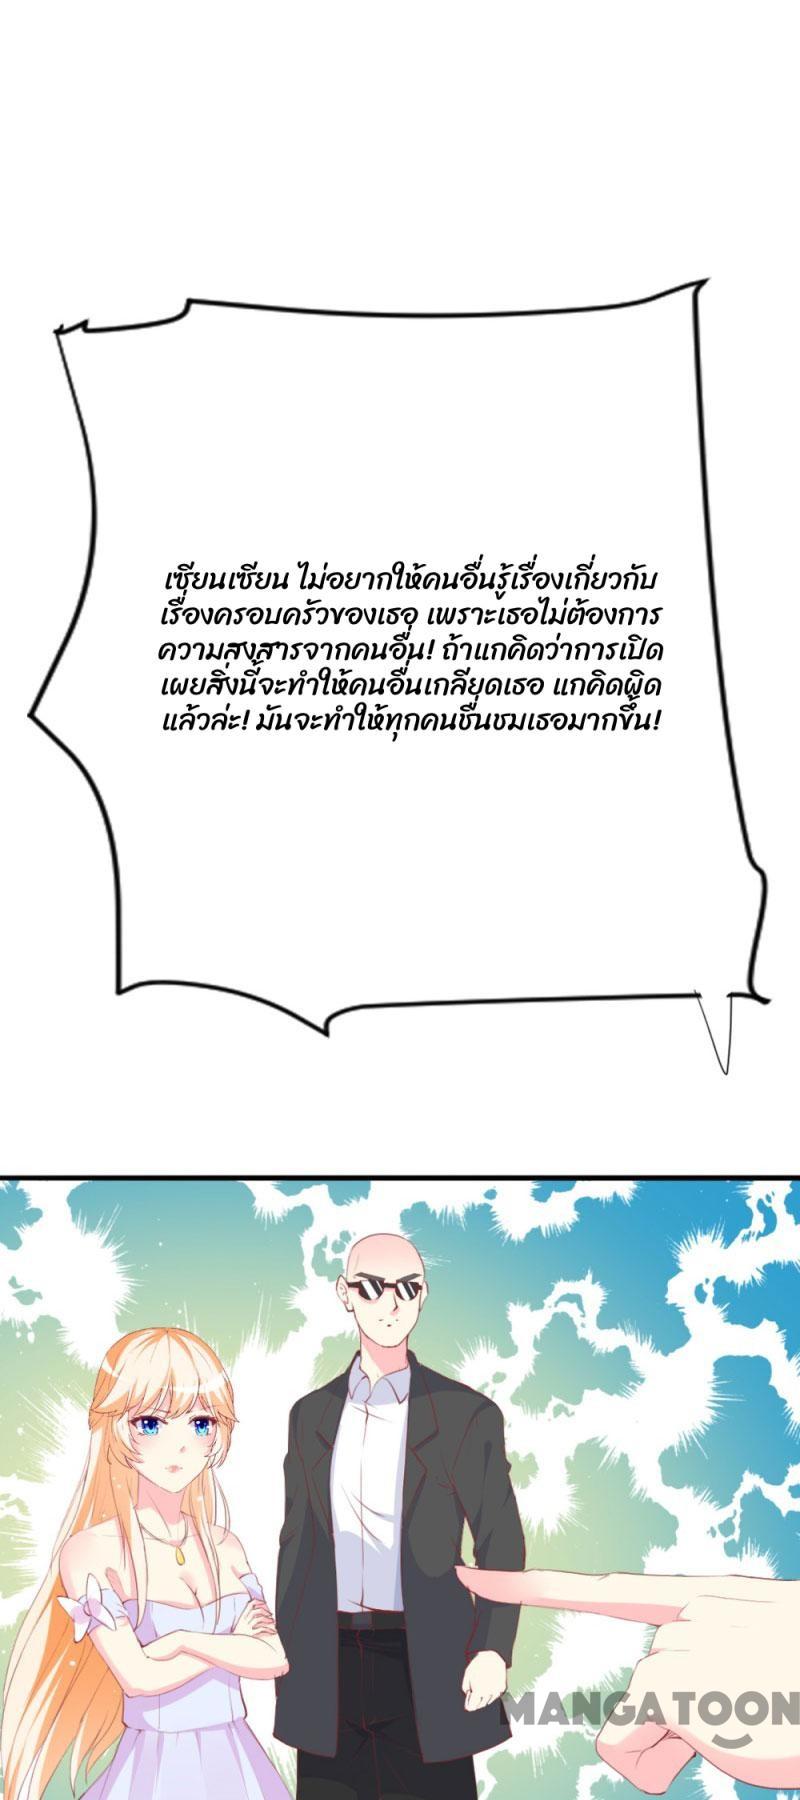 เซียนเซียน ไม่อยากให้คนอื่นรู้เรื่องเกี่ยวกับ
เรื่องครอบครัวของเธอ เพราะเธอไม่ต้องการ
ความสงสารจากคนอื่น! ถ้าแกคิดว่าการเปิด
เผยสิ่งนี้จะทำให้คนอื่นเกลียดเธอ แกคิดผิด
แล้วล่ะ! มันจะทำให้ทุกคนชื่นชมเธอมากขึ้น!
MANGATOON